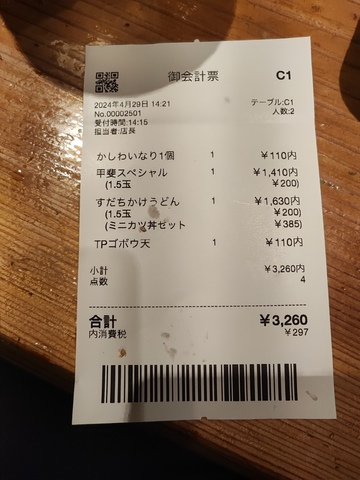 御会計票 C1
2024年4月29日 14:21 テーブル:C1
No.00002501 人数:2
受付時間:14:15
担当者:店長
かしわいなり1個 1 ¥110内
甲斐スペシャル 1 ¥1,410内
(1.5玉 ¥200)
すだちかけうどん 1 ¥1,630内
(1.5玉 ¥200)
(ミニカツ丼セット ¥385)
TPゴボウ天 1 ¥110内
小計 ¥3,260内
点数 4
合計 ¥3,260
内消費税 ¥297